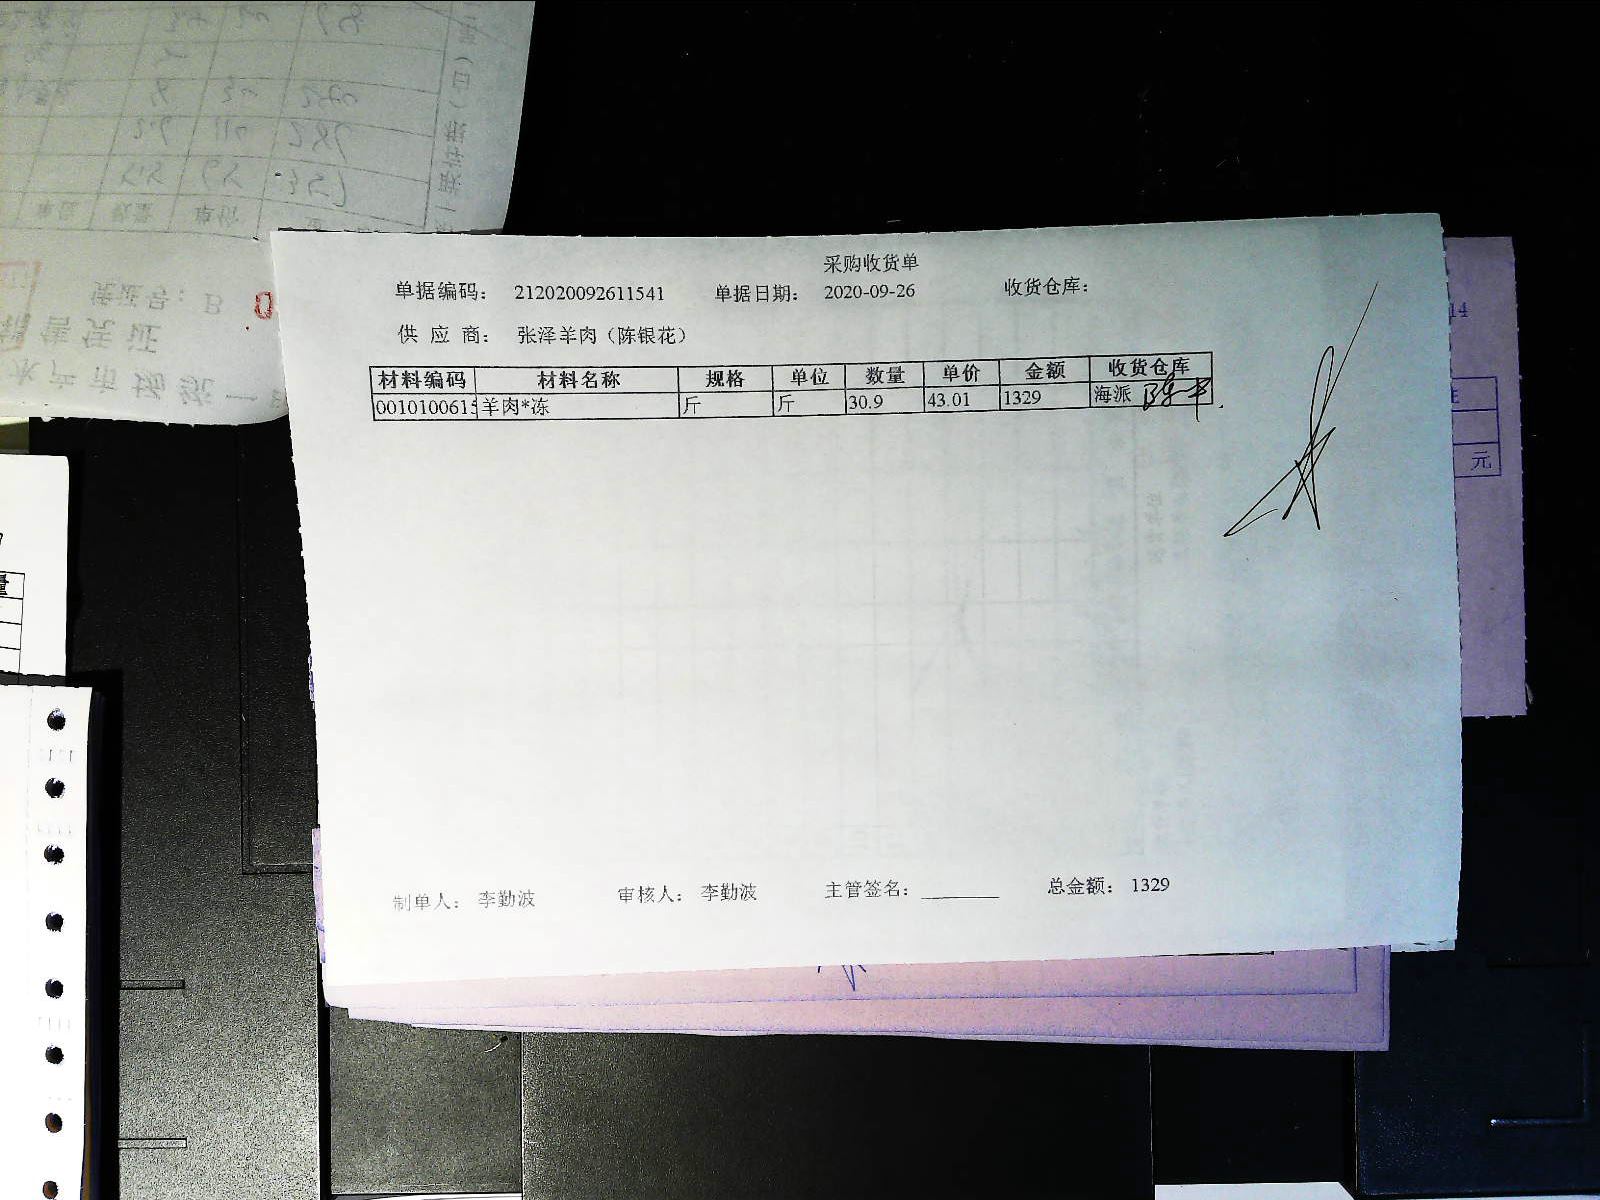 采购收货单
单据编码： 212020092611541 单据日期： 2020-09-26 收货仓库：
供 应 商： 张泽羊肉（陈银花）
材料编码 材料名称 规格 单位 数量 单价 金额 收货仓库
001010061 羊肉*冻 斤 斤 30.9 43.01 1329 海派
制单人： 李勤波 审核人： 李勤波 主管签名： 总金额： 1329
14
元
量